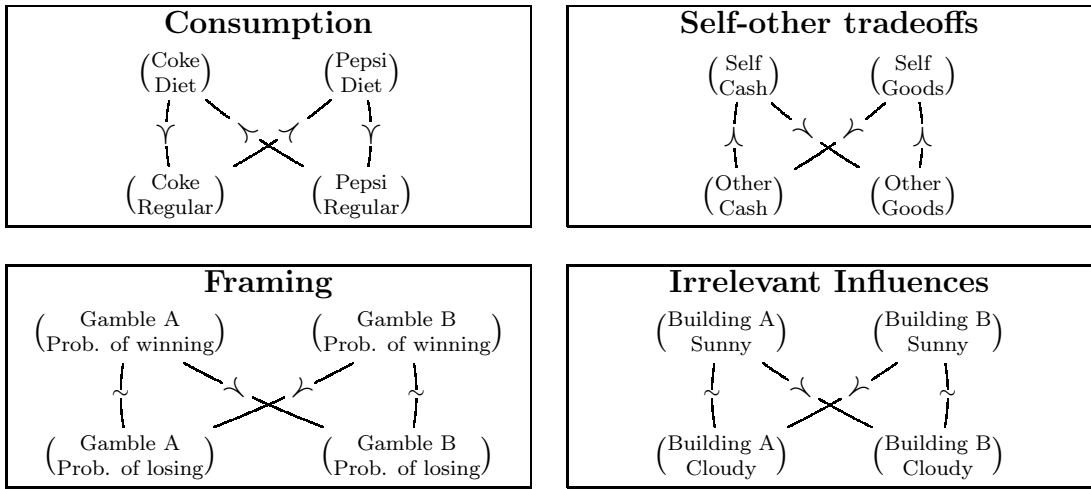 Consumption
(Coke Diet) (Pepsi Diet)
≻ ≻ ≻ ≻
(Coke Regular) (Pepsi Regular)
Self-other tradeoffs
(Self Cash) (Self Goods)
≻ ≻ ≻ ≻
(Other Cash) (Other Goods)
Framing
(Gamble A Prob. of winning) (Gamble B Prob. of winning)
~ ≻ ≻ ~
(Gamble A Prob. of losing) (Gamble B Prob. of losing)
Irrelevant Influences
(Building A Sunny) (Building B Sunny)
~ ≻ ≻ ~
(Building A Cloudy) (Building B Cloudy)